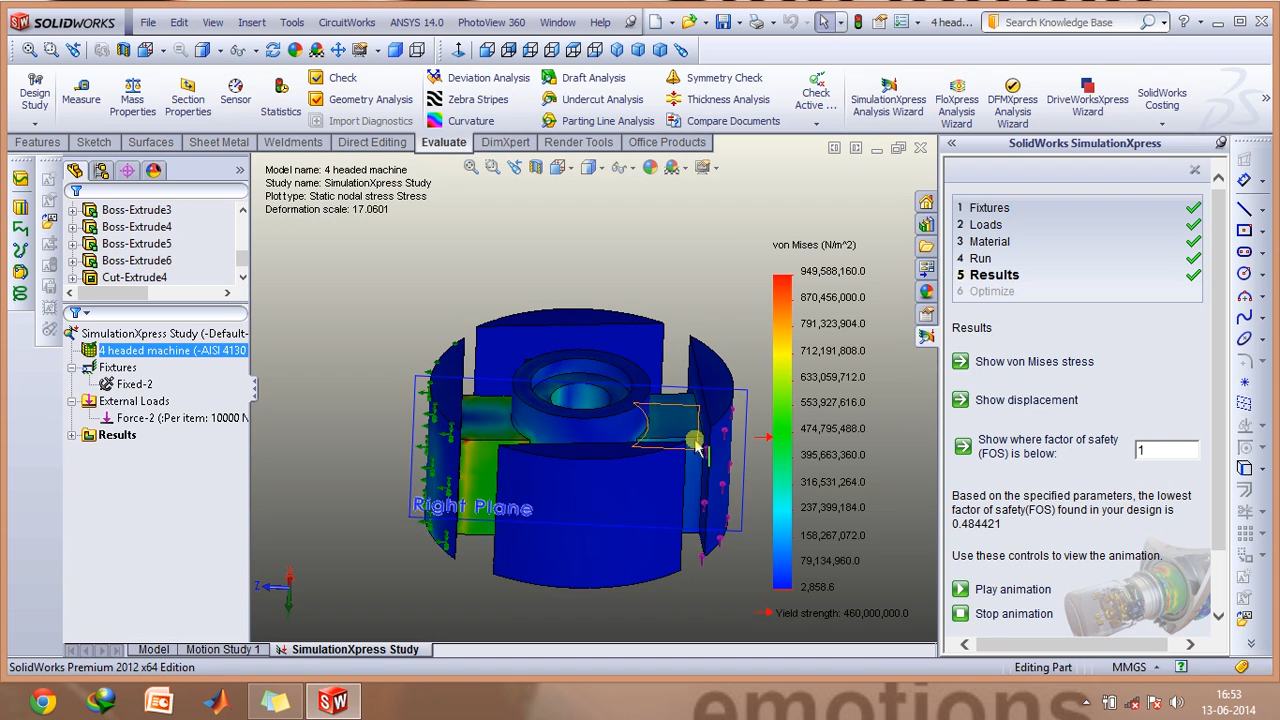 SOLIDWORKS File Edit View Insert Tools CircuitWorks ANSYS 14.0 PhotoView 360 Window Help 4 head... Search Knowledge Base
Design Study
Measure
Mass Properties
Section Properties
Sensor
Statistics
Check
Geometry Analysis
Import Diagnostics
Deviation Analysis
Zebra Stripes
Curvature
Draft Analysis
Undercut Analysis
Parting Line Analysis
Symmetry Check
Thickness Analysis
Compare Documents
Check Active ...
SimulationXpress Analysis Wizard
FloXpress Analysis Wizard
DFMXpress Analysis Wizard
DriveWorksXpress Wizard
SolidWorks Costing
Features Sketch Surfaces Sheet Metal Weldments Direct Editing Evaluate DimXpert Render Tools Office Products
Boss-Extrude3
Boss-Extrude4
Boss-Extrude5
Boss-Extrude6
Cut-Extrude4
SimulationXpress Study (-Default-
4 headed machine (-AISI 4130
Fixtures
Fixed-2
External Loads
Force-2 (:Per item: 10000 N
Results
Model name: 4 headed machine
Study name: SimulationXpress Study
Plot type: Static nodal stress Stress
Deformation scale: 17.0601
Right Plane
Z
von Mises (N/m^2)
949,588,160.0
870,456,000.0
791,323,904.0
712,191,808.0
633,059,712.0
553,927,616.0
474,795,488.0
395,663,360.0
316,531,264.0
237,399,184.0
158,267,072.0
79,134,960.0
2,858.6
Yield strength: 460,000,000.0
SolidWorks SimulationXpress
1 Fixtures
2 Loads
3 Material
4 Run
5 Results
6 Optimize
Results
Show von Mises stress
Show displacement
Show where factor of safety
(FOS) is below: 1
Based on the specified parameters, the lowest
factor of safety(FOS) found in your design is
0.484421
Use these controls to view the animation.
Play animation
Stop animation
Model Motion Study 1 SimulationXpress Study
SolidWorks Premium 2012 x64 Edition Editing Part MMGS
emotions
16:53
13-06-2014